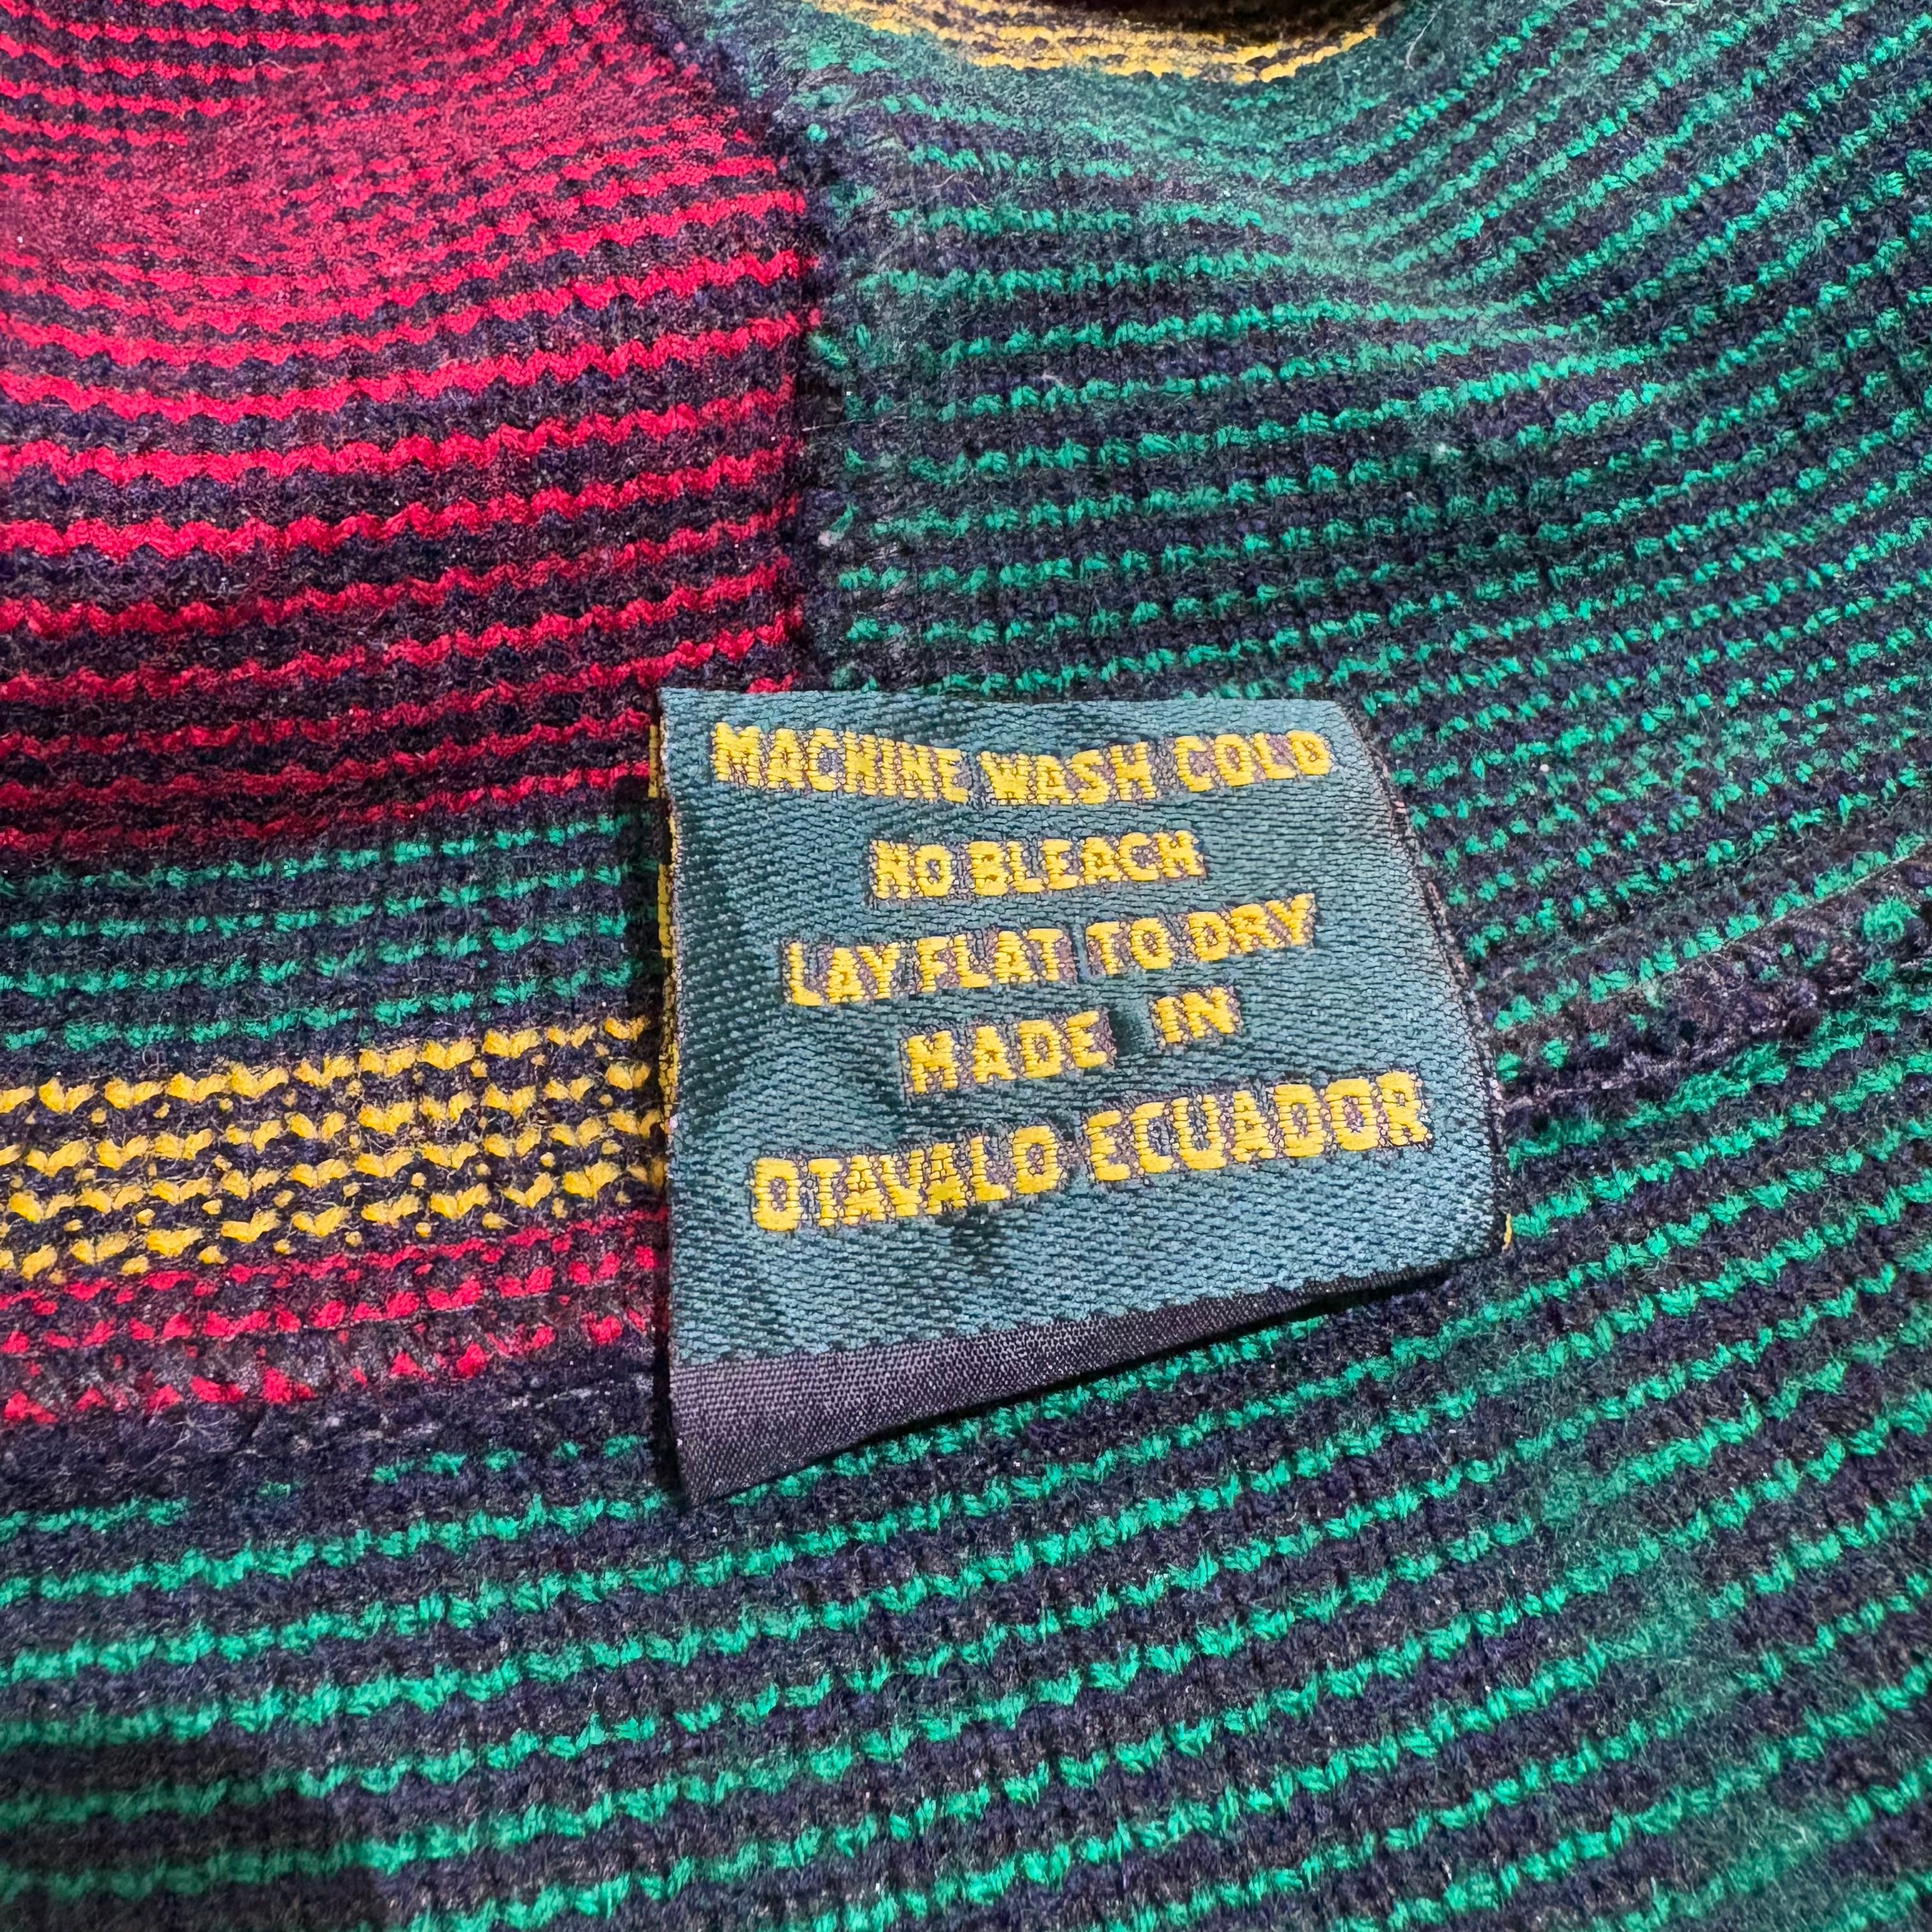 MACHINE WASH COLD
NO BLEACH
LAY FLAT TO DRY
MADE IN
OTAVALO ECUADOR